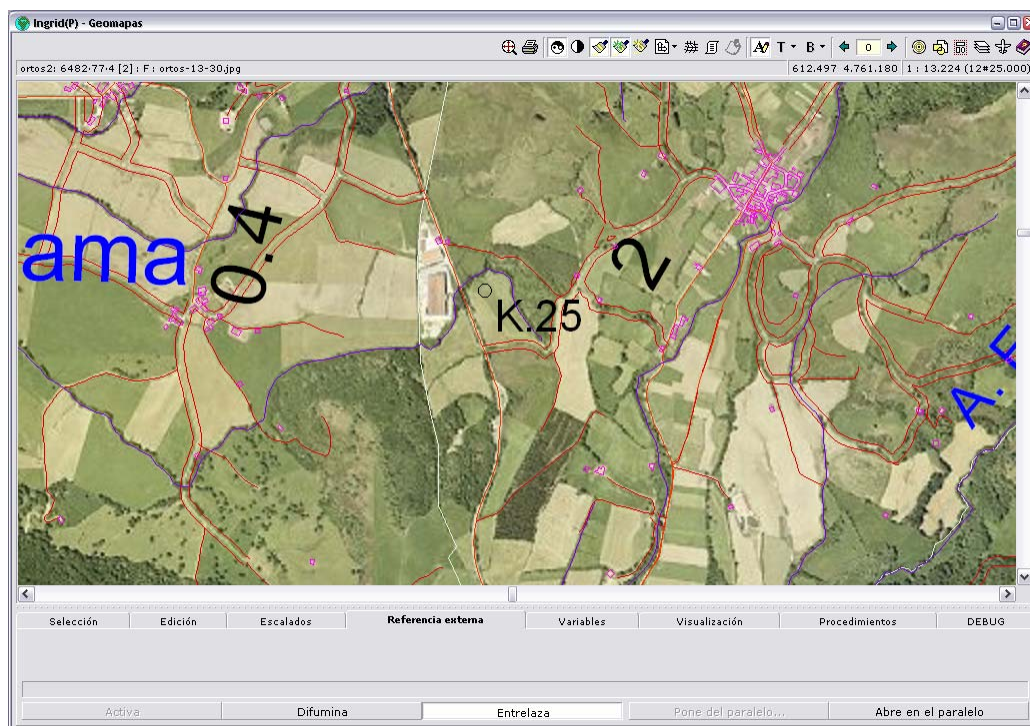 Ingrid(P) - Geomapas
A T B 0
ortos2: 6482·77·4 [2] : F : ortos-13-30.jpg 612.497 4.761.180 1 : 13.224 (12#25.000)
ama
0.4
2
K.25
A. E
Selección Edición Escalados Referencia externa Variables Visualización Procedimientos DEBUG
Activa Difumina Entrelaza Pone del paralelo... Abre en el paralelo